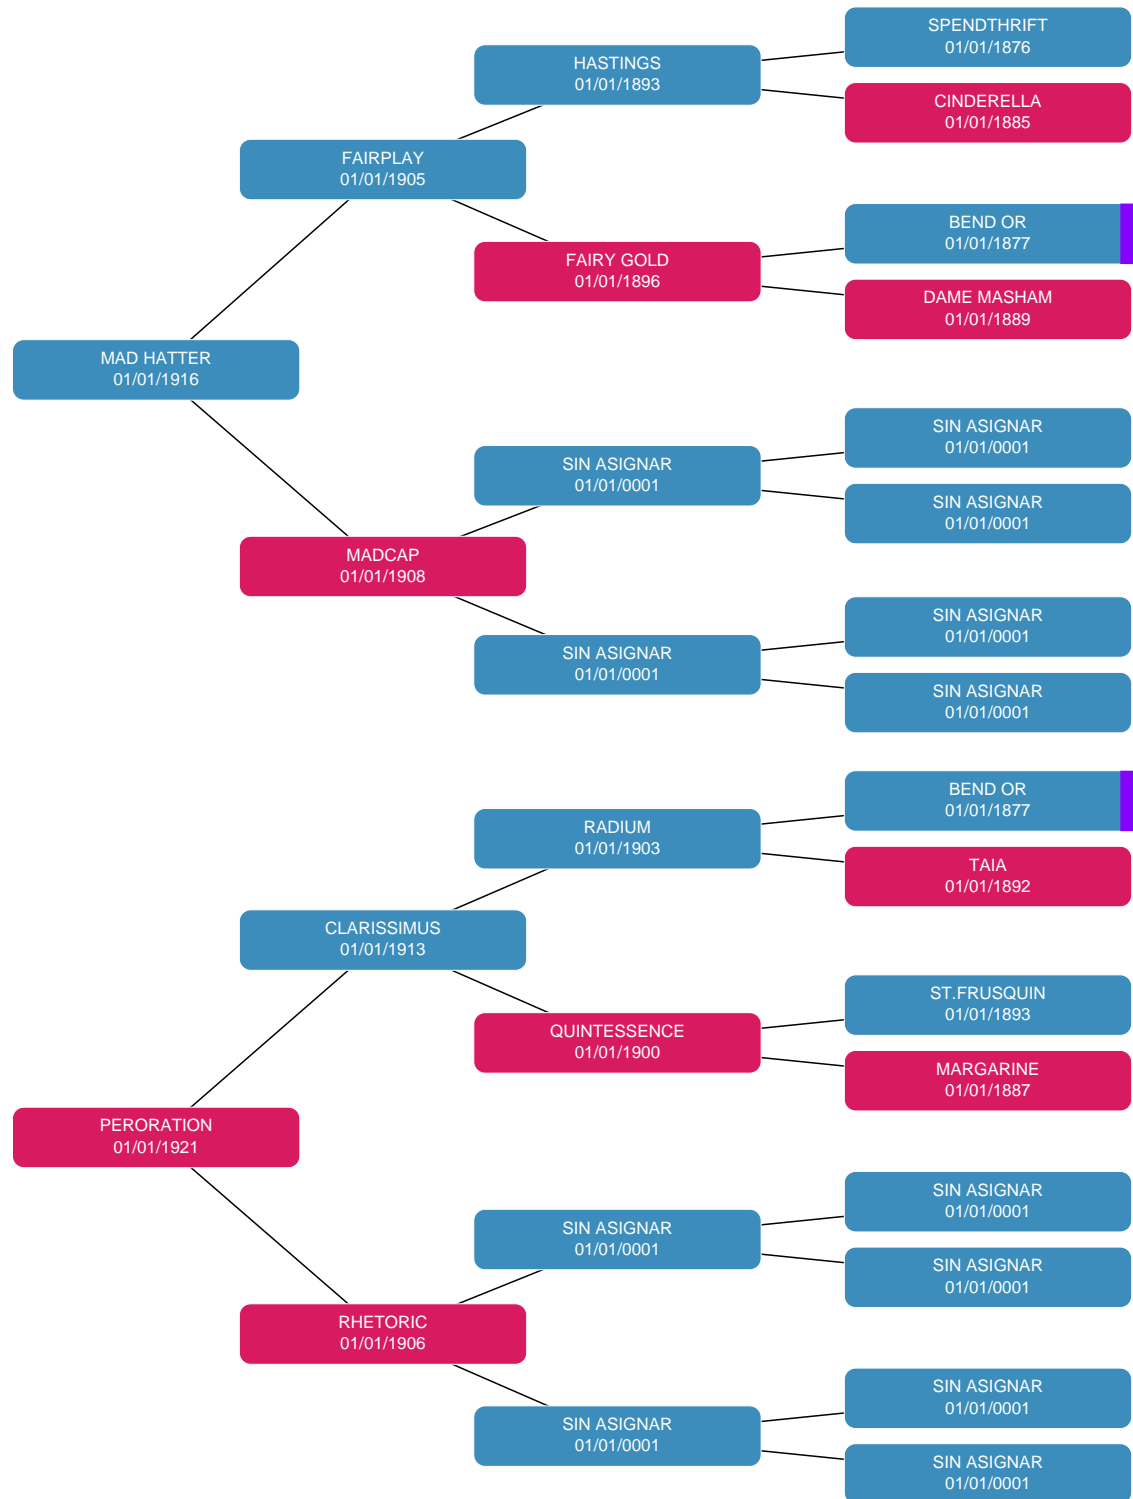 SPENDTHRIFT
01/01/1876
HASTINGS
01/01/1893
CINDERELLA
01/01/1885
FAIRPLAY
01/01/1905
BEND OR
01/01/1877
FAIRY GOLD
01/01/1896
DAME MASHAM
01/01/1889
MAD HATTER
01/01/1916
SIN ASIGNAR
01/01/0001
SIN ASIGNAR
01/01/0001
SIN ASIGNAR
01/01/0001
MADCAP
01/01/1908
SIN ASIGNAR
01/01/0001
SIN ASIGNAR
01/01/0001
SIN ASIGNAR
01/01/0001
BEND OR
01/01/1877
RADIUM
01/01/1903
TAIA
01/01/1892
CLARISSIMUS
01/01/1913
ST.FRUSQUIN
01/01/1893
QUINTESSENCE
01/01/1900
MARGARINE
01/01/1887
PERORATION
01/01/1921
SIN ASIGNAR
01/01/0001
SIN ASIGNAR
01/01/0001
SIN ASIGNAR
01/01/0001
RHETORIC
01/01/1906
SIN ASIGNAR
01/01/0001
SIN ASIGNAR
01/01/0001
SIN ASIGNAR
01/01/0001